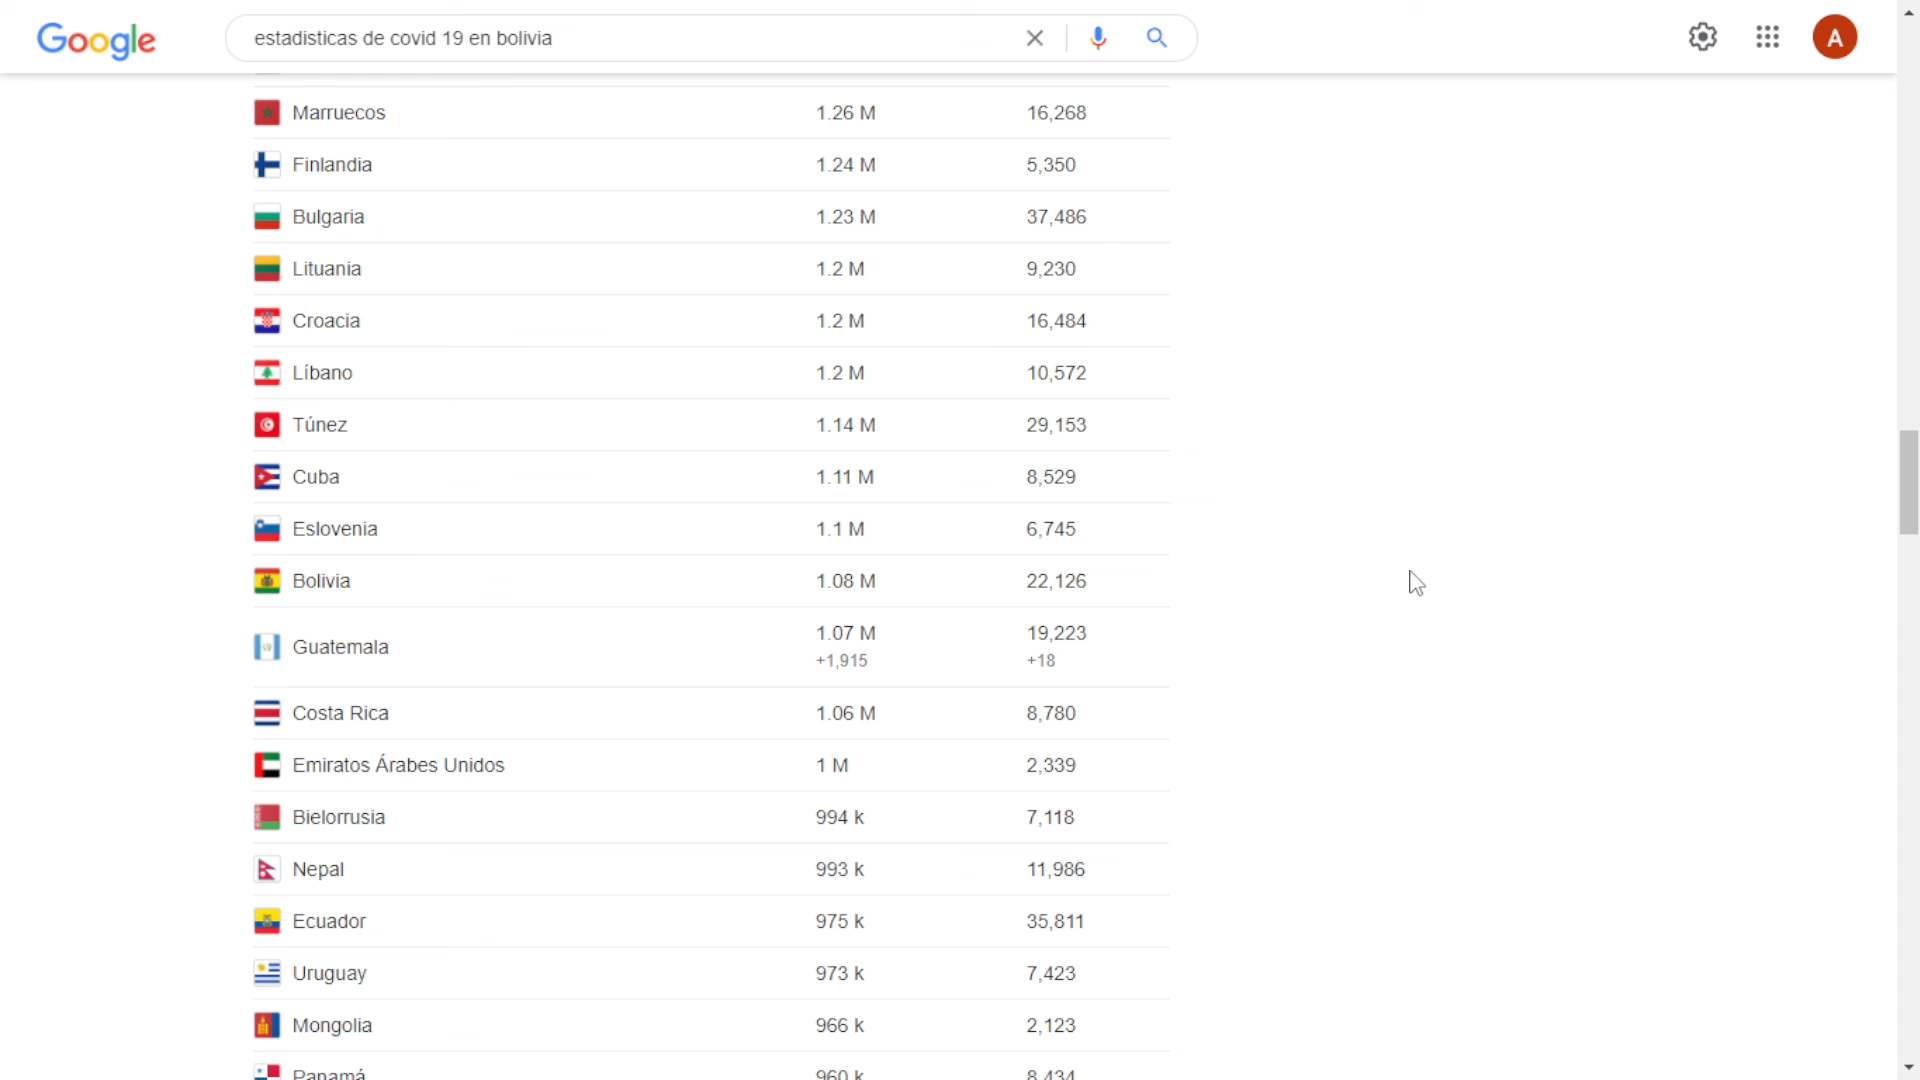 Google
estadisticas de covid 19 en bolivia
A
Marruecos 1.26 M 16,268
Finlandia 1.24 M 5,350
Bulgaria 1.23 M 37,486
Lituania 1.2 M 9,230
Croacia 1.2 M 16,484
Líbano 1.2 M 10,572
Túnez 1.14 M 29,153
Cuba 1.11 M 8,529
Eslovenia 1.1 M 6,745
Bolivia 1.08 M 22,126
Guatemala 1.07 M 19,223
+1,915 +18
Costa Rica 1.06 M 8,780
Emiratos Árabes Unidos 1 M 2,339
Bielorrusia 994 k 7,118
Nepal 993 k 11,986
Ecuador 975 k 35,811
Uruguay 973 k 7,423
Mongolia 966 k 2,123
Panamá 960 k 8,434